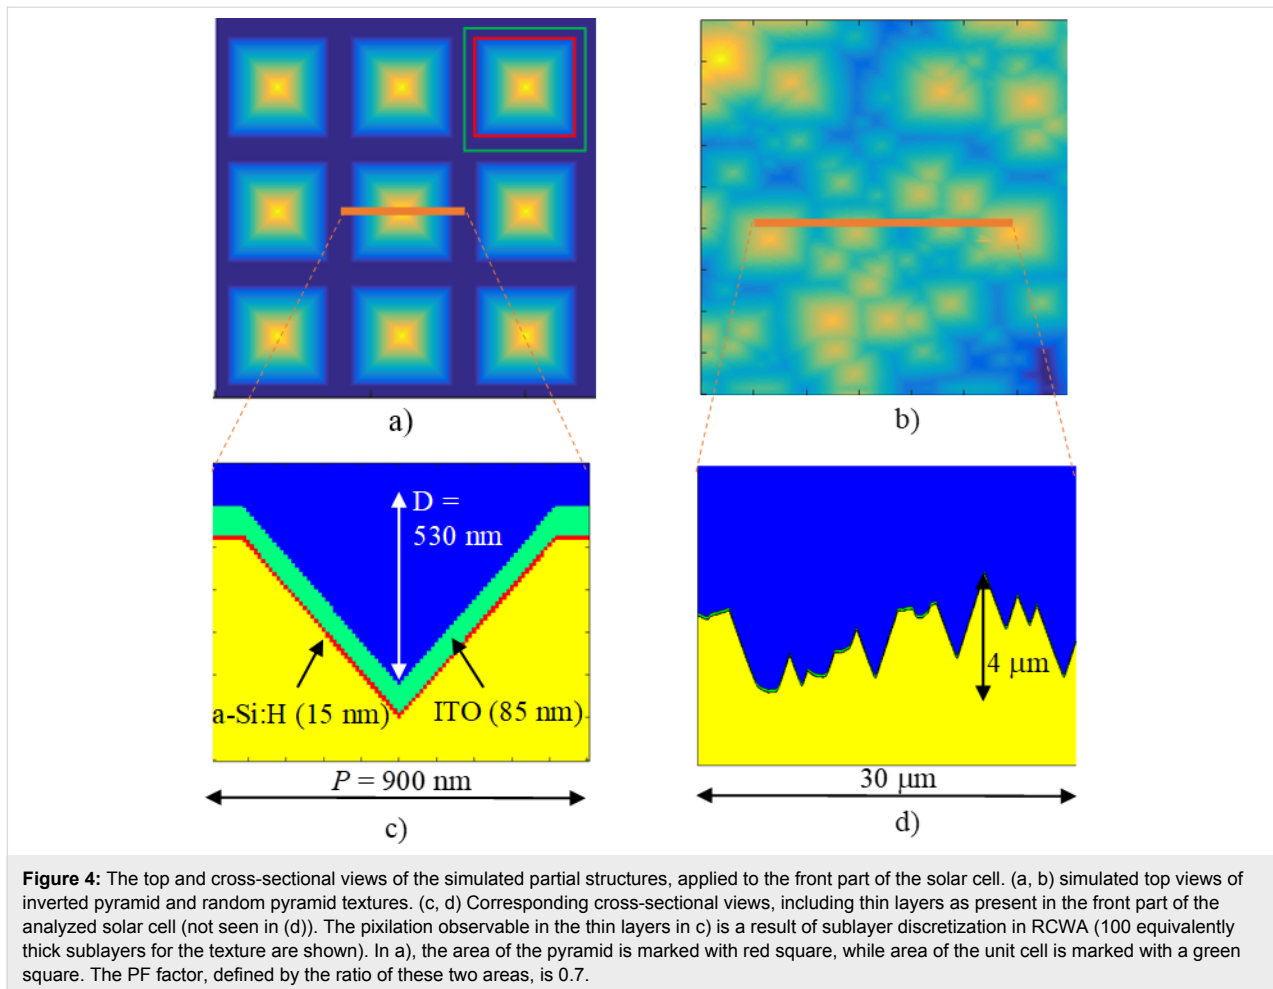 a)
b)
D =
530 nm
a-Si:H (15 nm)
ITO (85 nm)
4 μm
P = 900 nm
30 μm
c)
d)
Figure 4: The top and cross-sectional views of the simulated partial structures, applied to the front part of the solar cell. (a, b) simulated top views of
inverted pyramid and random pyramid textures. (c, d) Corresponding cross-sectional views, including thin layers as present in the front part of the
analyzed solar cell (not seen in (d)). The pixilation observable in the thin layers in c) is a result of sublayer discretization in RCWA (100 equivalently
thick sublayers for the texture are shown). In a), the area of the pyramid is marked with red square, while area of the unit cell is marked with a green
square. The PF factor, defined by the ratio of these two areas, is 0.7.